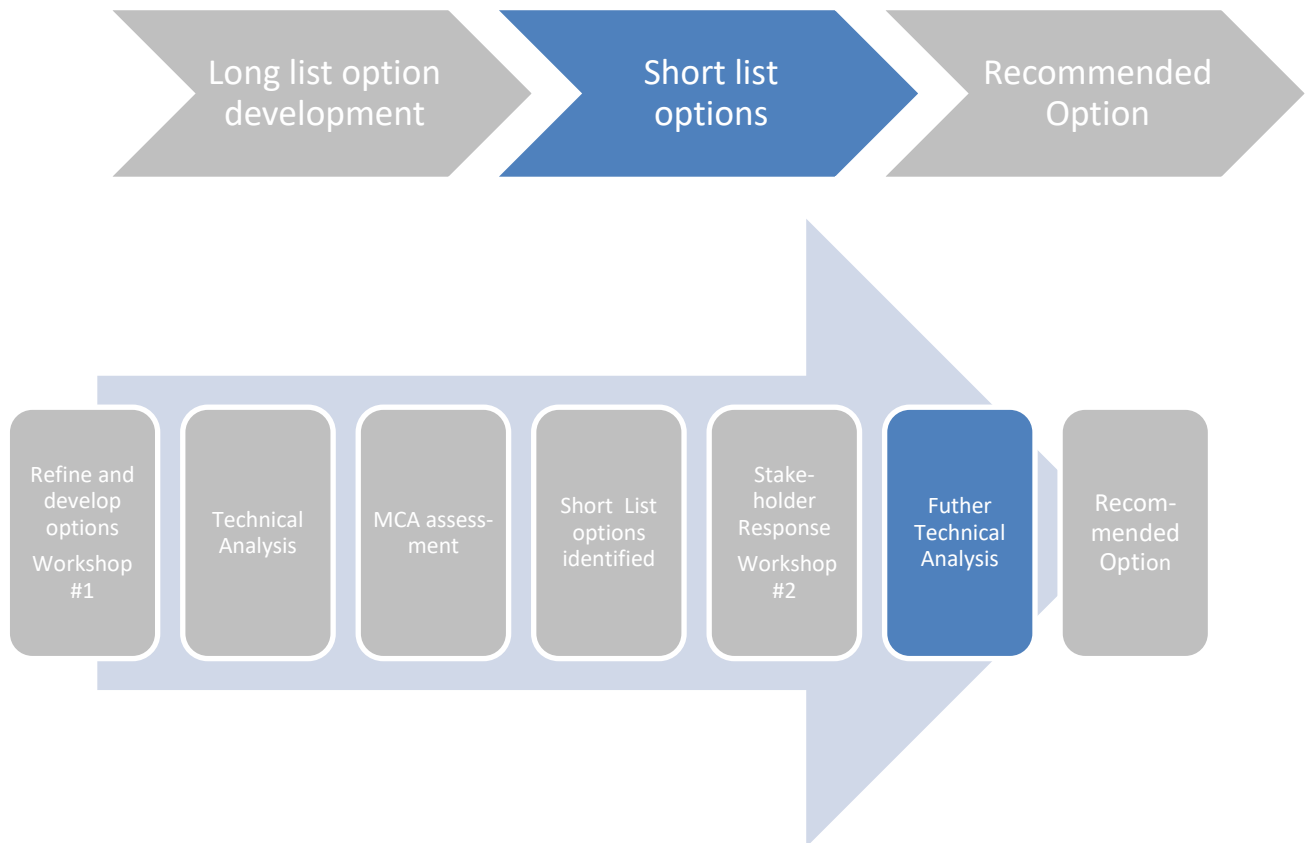 Long list option
development
Short list
options
Recommended
Option
Refine and
develop
options
Workshop
#1
Technical
Analysis
MCA assess-
ment
Short  List
options
identified
Stake-
holder
Response
Workshop
#2
Futher
Technical
Analysis
Recom-
mended
Option